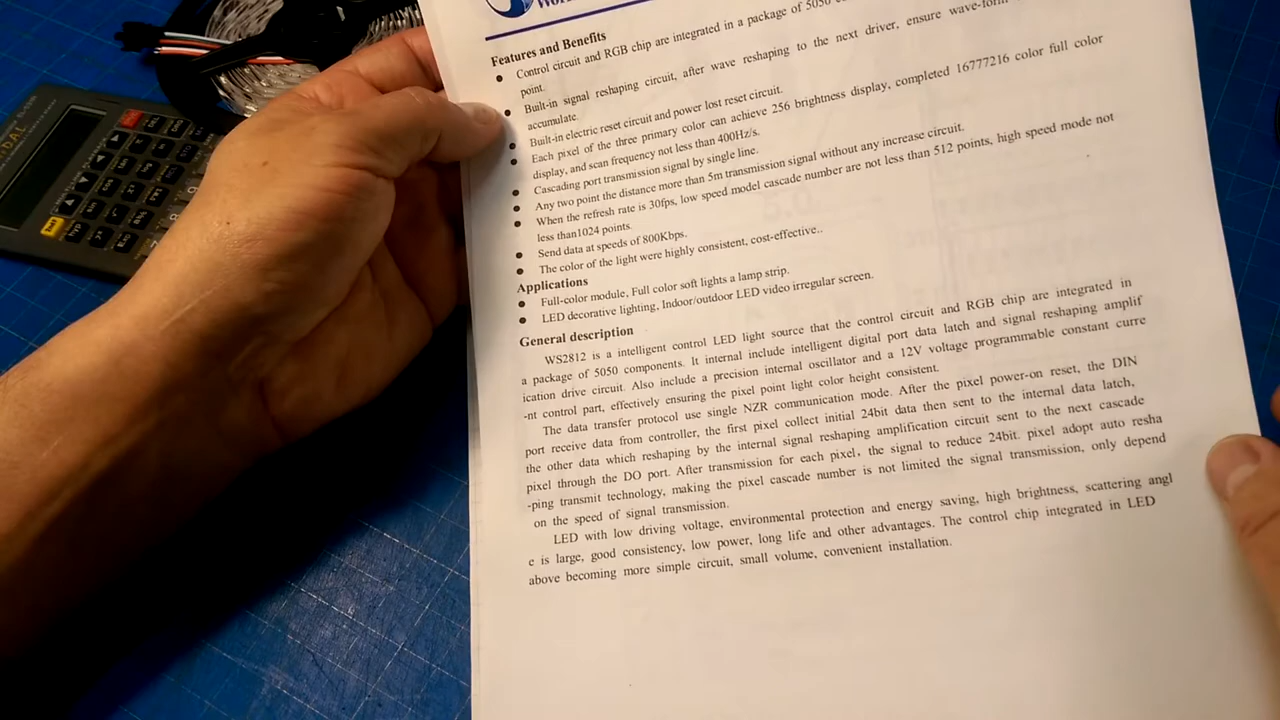 Features and Benefits
● Control circuit and RGB chip are integrated in a package of 5050
point.
● Built-in signal reshaping circuit, after wave reshaping to the next driver, ensure wave-form
accumulate.
● Built-in electric reset circuit and power lost reset circuit.
● Each pixel of the three primary color can achieve 256 brightness display, completed 16777216 color full color
display, and scan frequency not less than 400Hz/s.
● Cascading port transmission signal by single line.
● Any two point the distance more than 5m transmission signal without any increase circuit.
● When the refresh rate is 30fps, low speed model cascade number are not less than 512 points, high speed mode not
less than1024 points.
● Send data at speeds of 800Kbps.
● The color of the light were highly consistent, cost-effective..
Applications
● Full-color module, Full color soft lights a lamp strip.
● LED decorative lighting, Indoor/outdoor LED video irregular screen.
General description
WS2812 is a intelligent control LED light source that the control circuit and RGB chip are integrated in
a package of 5050 components. It internal include intelligent digital port data latch and signal reshaping amplif
ication drive circuit. Also include a precision internal oscillator and a 12V voltage programmable constant curre
-nt control part, effectively ensuring the pixel point light color height consistent.
The data transfer protocol use single NZR communication mode. After the pixel power-on reset, the DIN
port receive data from controller, the first pixel collect initial 24bit data then sent to the internal data latch,
the other data which reshaping by the internal signal reshaping amplification circuit sent to the next cascade
pixel through the DO port. After transmission for each pixel, the signal to reduce 24bit. pixel adopt auto resha
-ping transmit technology, making the pixel cascade number is not limited the signal transmission, only depend
on the speed of signal transmission.
LED with low driving voltage, environmental protection and energy saving, high brightness, scattering angl
e is large, good consistency, low power, long life and other advantages. The control chip integrated in LED
above becoming more simple circuit, small volume, convenient installation.